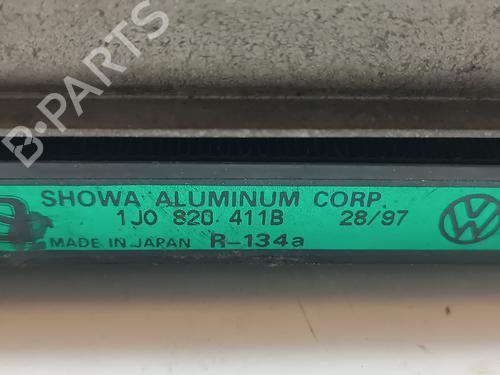 B-PARTS
SHOWA ALUMINUM CORP.
1J0 820 411B 28/97
MADE IN JAPAN R-134a